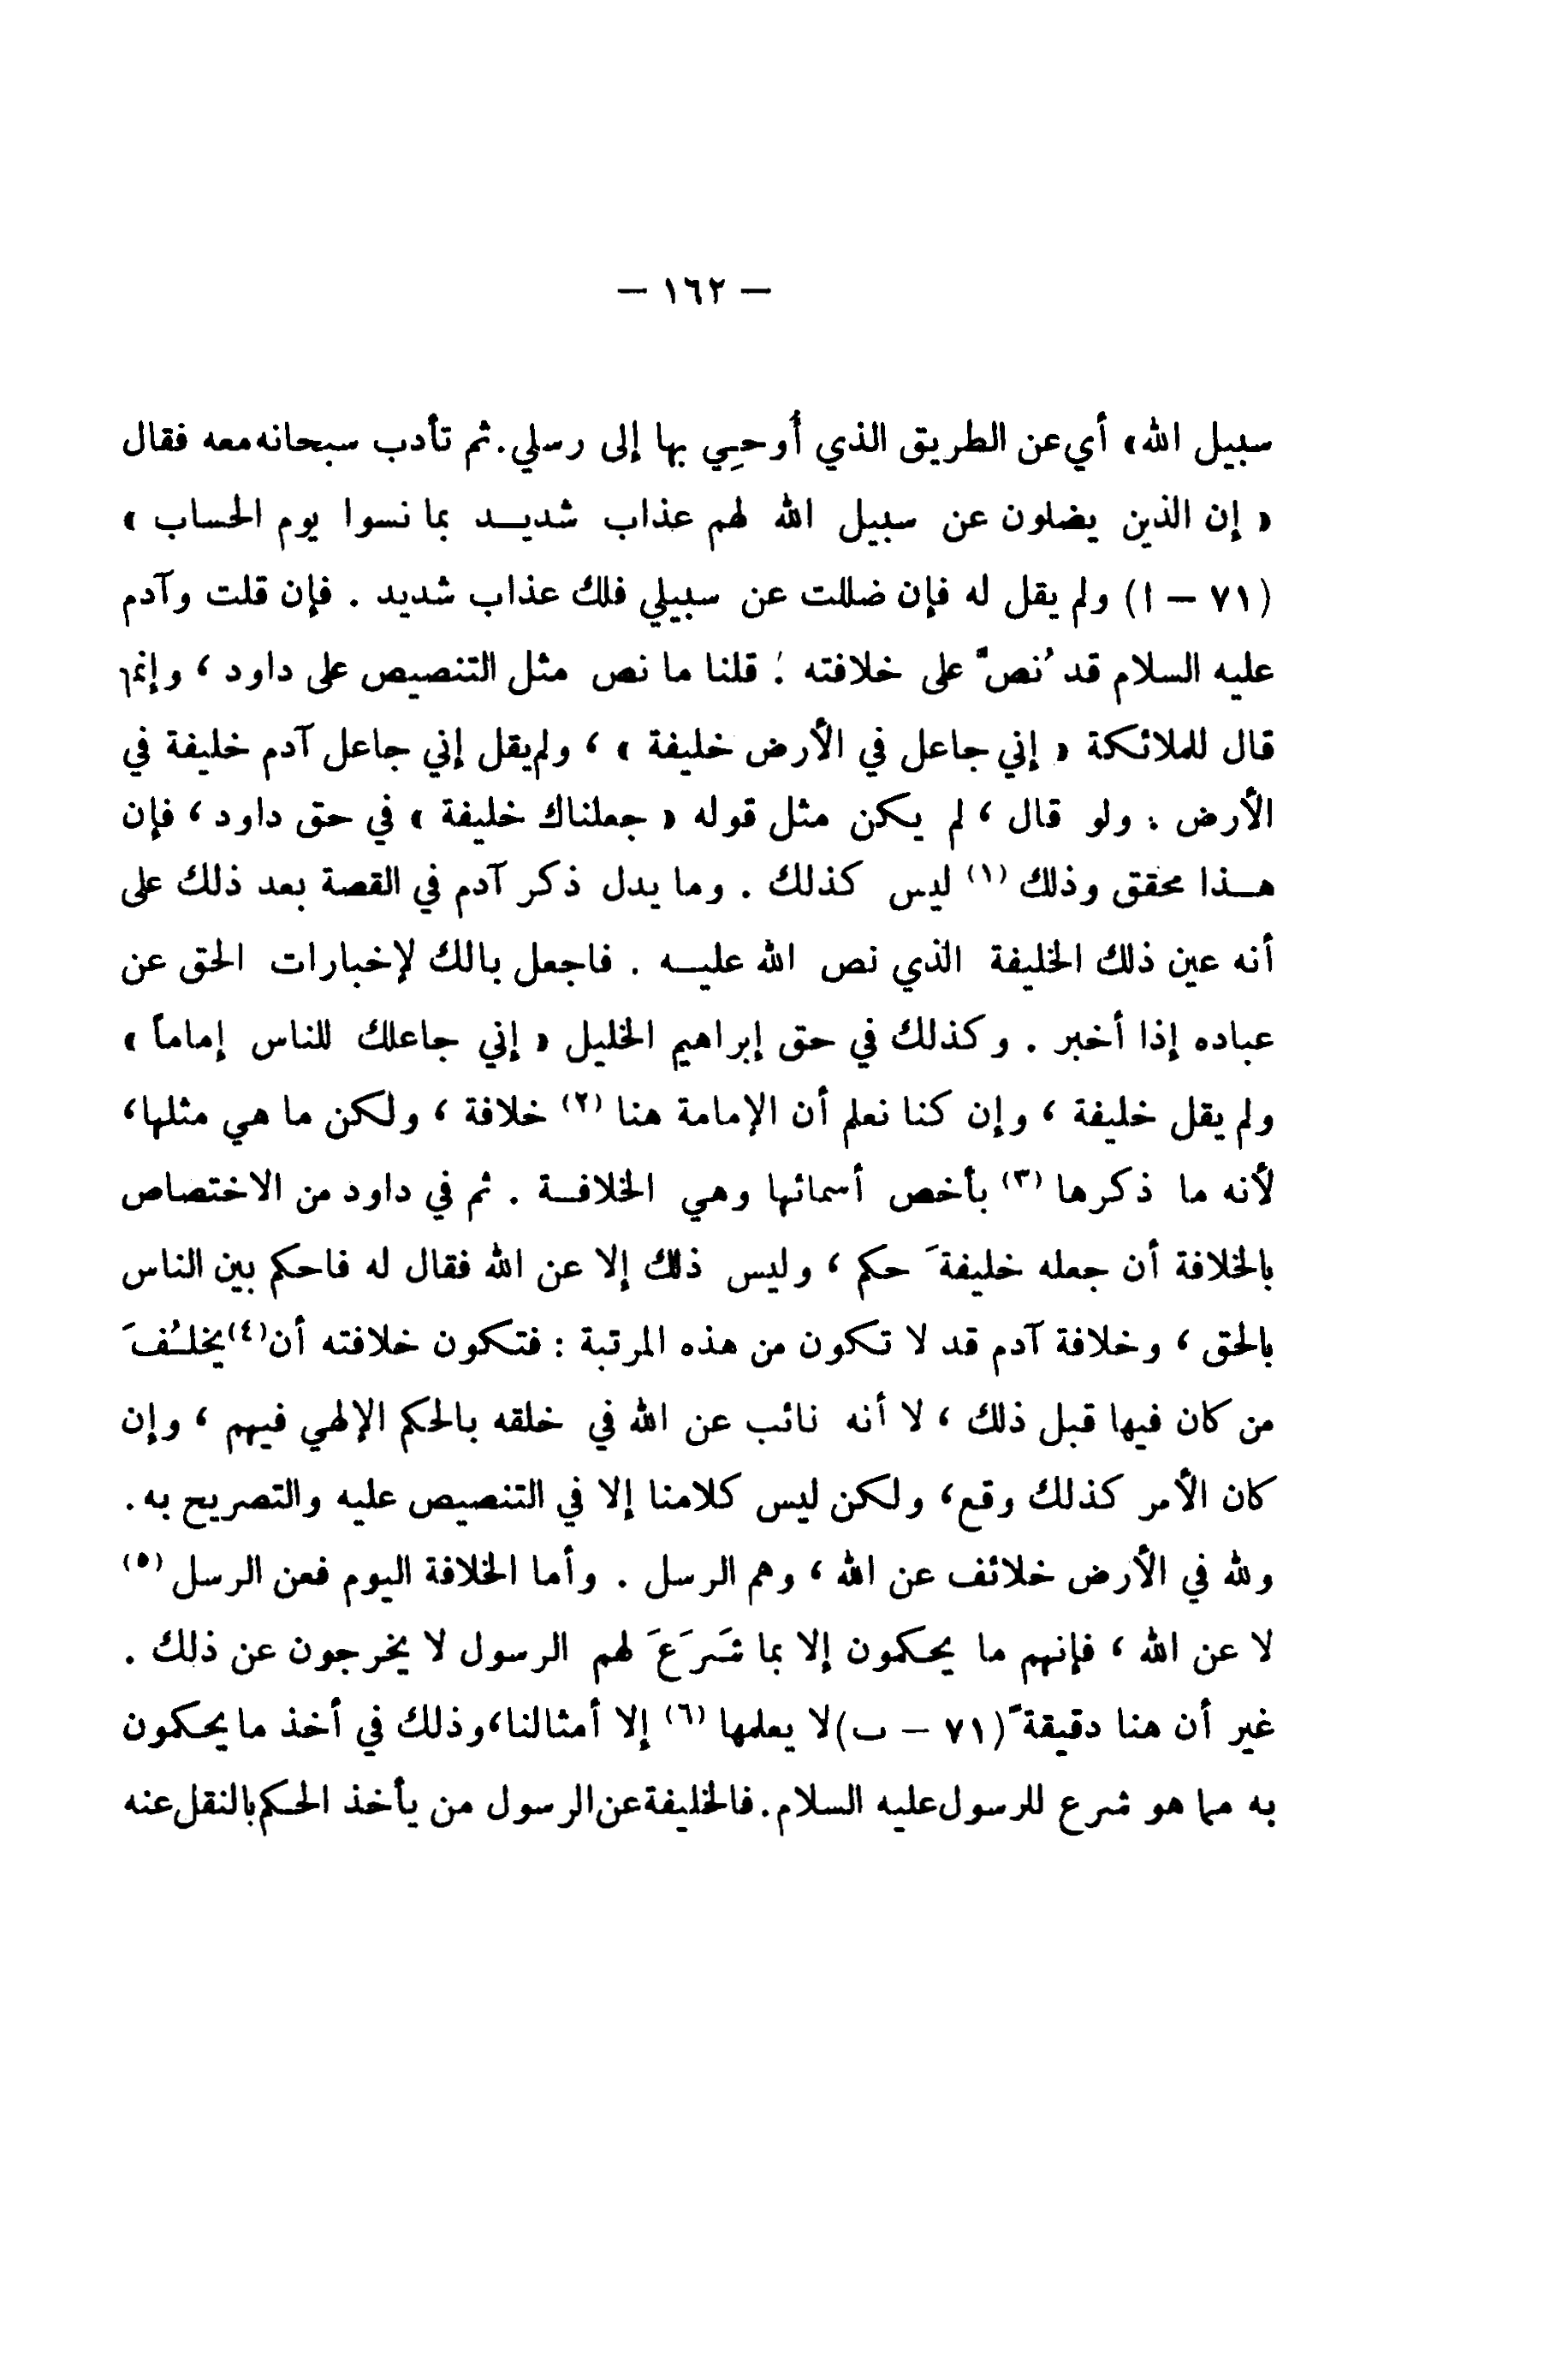 — ١٦٢ —
سبيل الله» أي عن الطريق الذي أُوحِي بها إلى رسلي. ثم تأدب سبحانه معه فقال
« إن الذين يضلون عن سبيل الله لهم عذاب شديــد بما نسوا يوم الحساب »
(٧١ – ا) ولم يقل له فإن ضللت عن سبيلي فلك عذاب شديد . فإن قلت وآدم
عليه السلام قد نُصَّ على خلافته ؛ قلنا ما نص مثل التنصيص على داود ، وإنما
قال للملائكة « إني جاعل في الأرض خليفة » ، ولم يقل إني جاعل آدم خليفة في
الأرض . ولو قال ، لم يكن مثل قوله « جعلناك خليفة » في حق داود ، فإن
هــذا محقق وذلك (١) ليس كذلك . وما يدل ذكر آدم في القصة بعد ذلك على
أنه عين ذلك الخليفة الذي نص الله عليــه . فاجعل بالك لإخبارات الحق عن
عباده إذا أخبر . وكذلك في حق إبراهيم الخليل « إني جاعلك للناس إماماً »
ولم يقل خليفة ، وإن كنا نعلم أن الإمامة هنا (٢) خلافة ، ولكن ما هي مثلها،
لأنه ما ذكرها (٣) بأخص أسمائها وهي الخلافــة . ثم في داود من الاختصاص
بالخلافة أن جعله خليفةَ حكم ، وليس ذلك إلا عن الله فقال له فاحكم بين الناس
بالحق ، وخلافة آدم قد لا تكون من هذه المرتبة : فتكون خلافته أن(٤) يخلُفَ
من كان فيها قبل ذلك ، لا أنه نائب عن الله في خلقه بالحكم الإلهي فيهم ، وإن
كان الأمر كذلك وقع، ولكن ليس كلامنا إلا في التنصيص عليه والتصريح به.
ولله في الأرض خلائف عن الله ، وهم الرسل . وأما الخلافة اليوم فعن الرسل (٥)
لا عن الله ، فإنهم ما يحكمون إلا بما شَرَعَ لهم الرسول لا يخرجون عن ذلك .
غير أن هنا دقيقةً (٧١ – ب) لا يعلمها (٦) إلا أمثالنا، وذلك في أخذ ما يحكمون
به مما هو شرع للرسول عليه السلام. فالخليفة عن الرسول من يأخذ الحكم بالنقل عنه